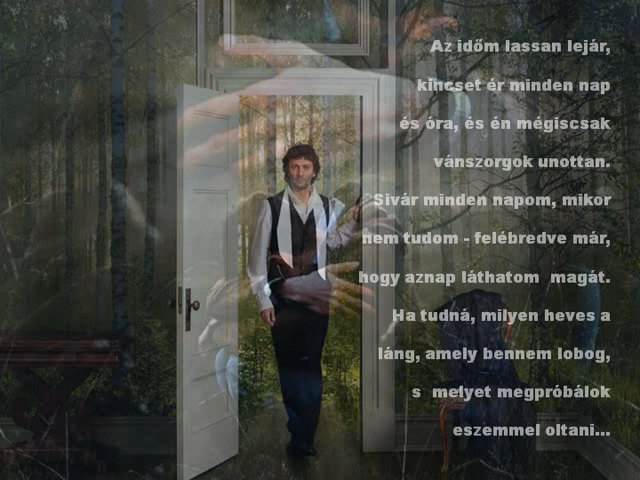 Az időm lassan lejár,
kincset ér minden nap
és óra, és én mégiscsak
vánszorgok unottan.
Sivár minden napom, mikor
nem tudom - felébredve már,
hogy aznap láthatom magát.
Ha tudná, milyen heves a
láng, amely bennem lobog,
s melyet megpróbálok
eszemmel oltani...